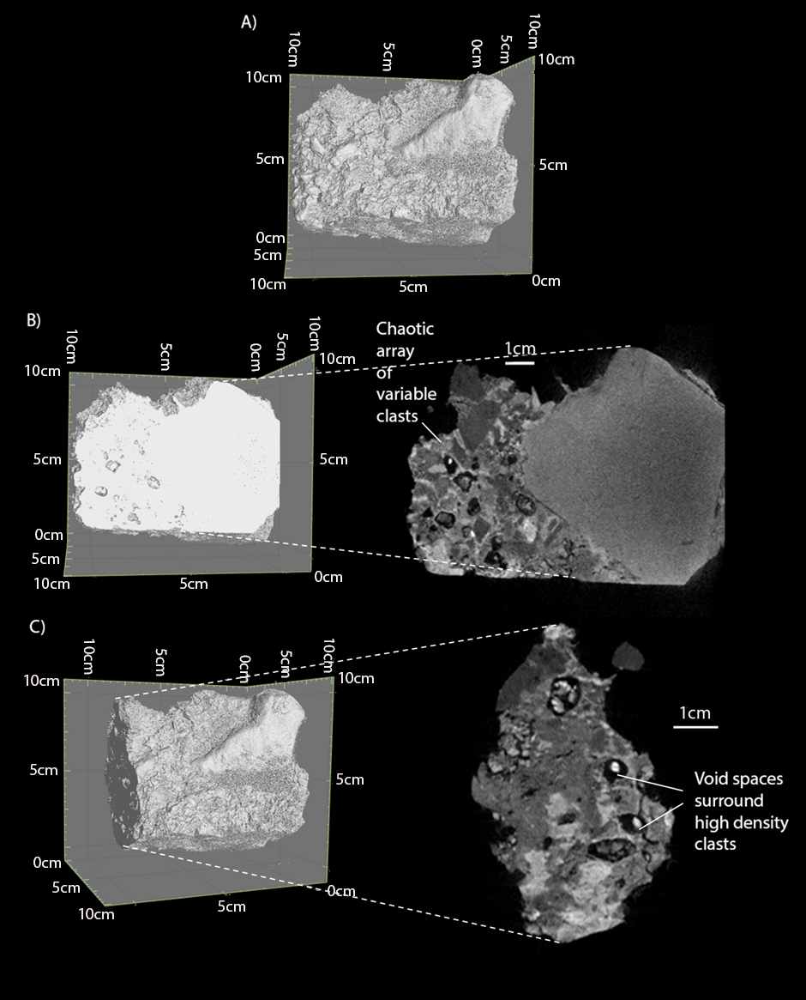 A)
10cm
5cm
0cm
5cm
10cm
10cm
10cm
5cm
5cm
0cm
5cm
10cm
5cm
0cm
B)
10cm
5cm
0cm
5cm
10cm
10cm
10cm
5cm
5cm
0cm
5cm
10cm
5cm
0cm
Chaotic
array
of
variable
clasts
1cm
C)
10cm
5cm
0cm
5cm
10cm
10cm
10cm
5cm
5cm
0cm
5cm
10cm
5cm
0cm
1cm
Void spaces
surround
high density
clasts